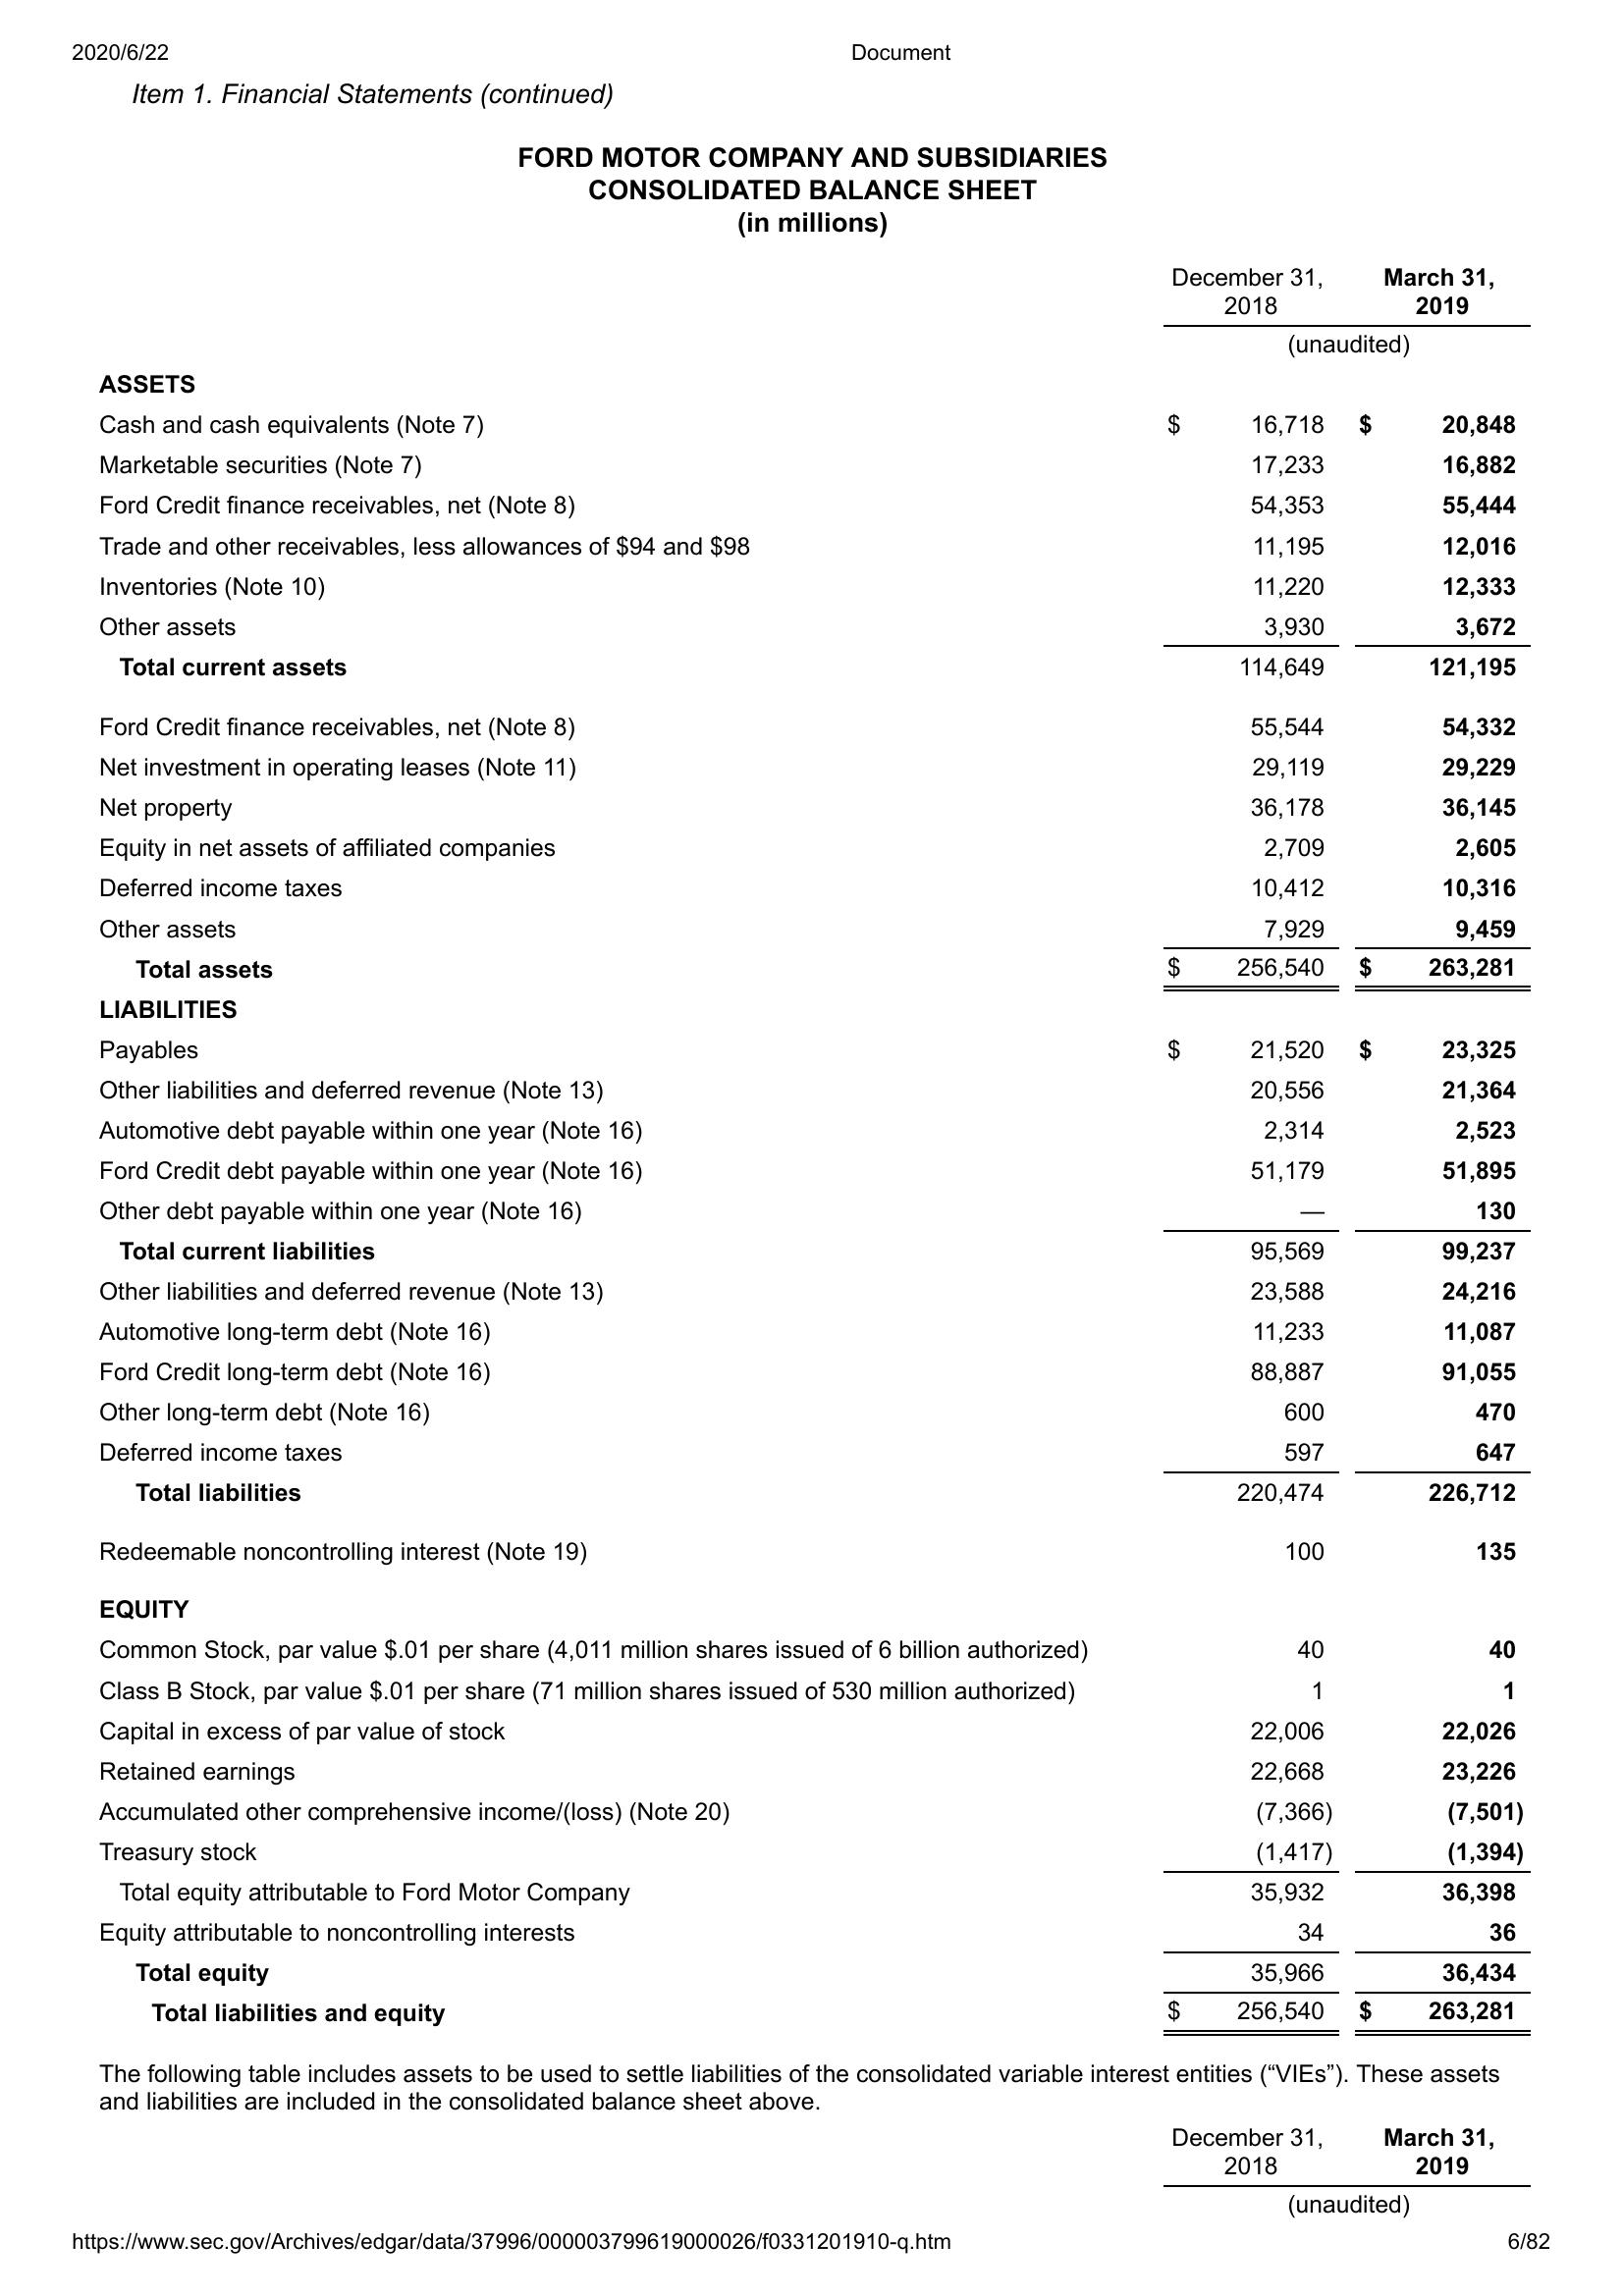 2020/6/22 Document
Item 1. Financial Statements (continued)
FORD MOTOR COMPANY AND SUBSIDIARIES
CONSOLIDATED BALANCE SHEET
(in millions)
December 31, 2018 March 31, 2019
(unaudited)
ASSETS
Cash and cash equivalents (Note 7) $ 16,718 $ 20,848
Marketable securities (Note 7) 17,233 16,882
Ford Credit finance receivables, net (Note 8) 54,353 55,444
Trade and other receivables, less allowances of $94 and $98 11,195 12,016
Inventories (Note 10) 11,220 12,333
Other assets 3,930 3,672
Total current assets 114,649 121,195
Ford Credit finance receivables, net (Note 8) 55,544 54,332
Net investment in operating leases (Note 11) 29,119 29,229
Net property 36,178 36,145
Equity in net assets of affiliated companies 2,709 2,605
Deferred income taxes 10,412 10,316
Other assets 7,929 9,459
Total assets $ 256,540 $ 263,281
LIABILITIES
Payables $ 21,520 $ 23,325
Other liabilities and deferred revenue (Note 13) 20,556 21,364
Automotive debt payable within one year (Note 16) 2,314 2,523
Ford Credit debt payable within one year (Note 16) 51,179 51,895
Other debt payable within one year (Note 16) — 130
Total current liabilities 95,569 99,237
Other liabilities and deferred revenue (Note 13) 23,588 24,216
Automotive long-term debt (Note 16) 11,233 11,087
Ford Credit long-term debt (Note 16) 88,887 91,055
Other long-term debt (Note 16) 600 470
Deferred income taxes 597 647
Total liabilities 220,474 226,712
Redeemable noncontrolling interest (Note 19) 100 135
EQUITY
Common Stock, par value $.01 per share (4,011 million shares issued of 6 billion authorized) 40 40
Class B Stock, par value $.01 per share (71 million shares issued of 530 million authorized) 1 1
Capital in excess of par value of stock 22,006 22,026
Retained earnings 22,668 23,226
Accumulated other comprehensive income/(loss) (Note 20) (7,366) (7,501)
Treasury stock (1,417) (1,394)
Total equity attributable to Ford Motor Company 35,932 36,398
Equity attributable to noncontrolling interests 34 36
Total equity 35,966 36,434
Total liabilities and equity $ 256,540 $ 263,281
The following table includes assets to be used to settle liabilities of the consolidated variable interest entities (“VIEs”). These assets
and liabilities are included in the consolidated balance sheet above.
December 31, 2018 March 31, 2019
(unaudited)
https://www.sec.gov/Archives/edgar/data/37996/000003799619000026/f0331201910-q.htm 6/82